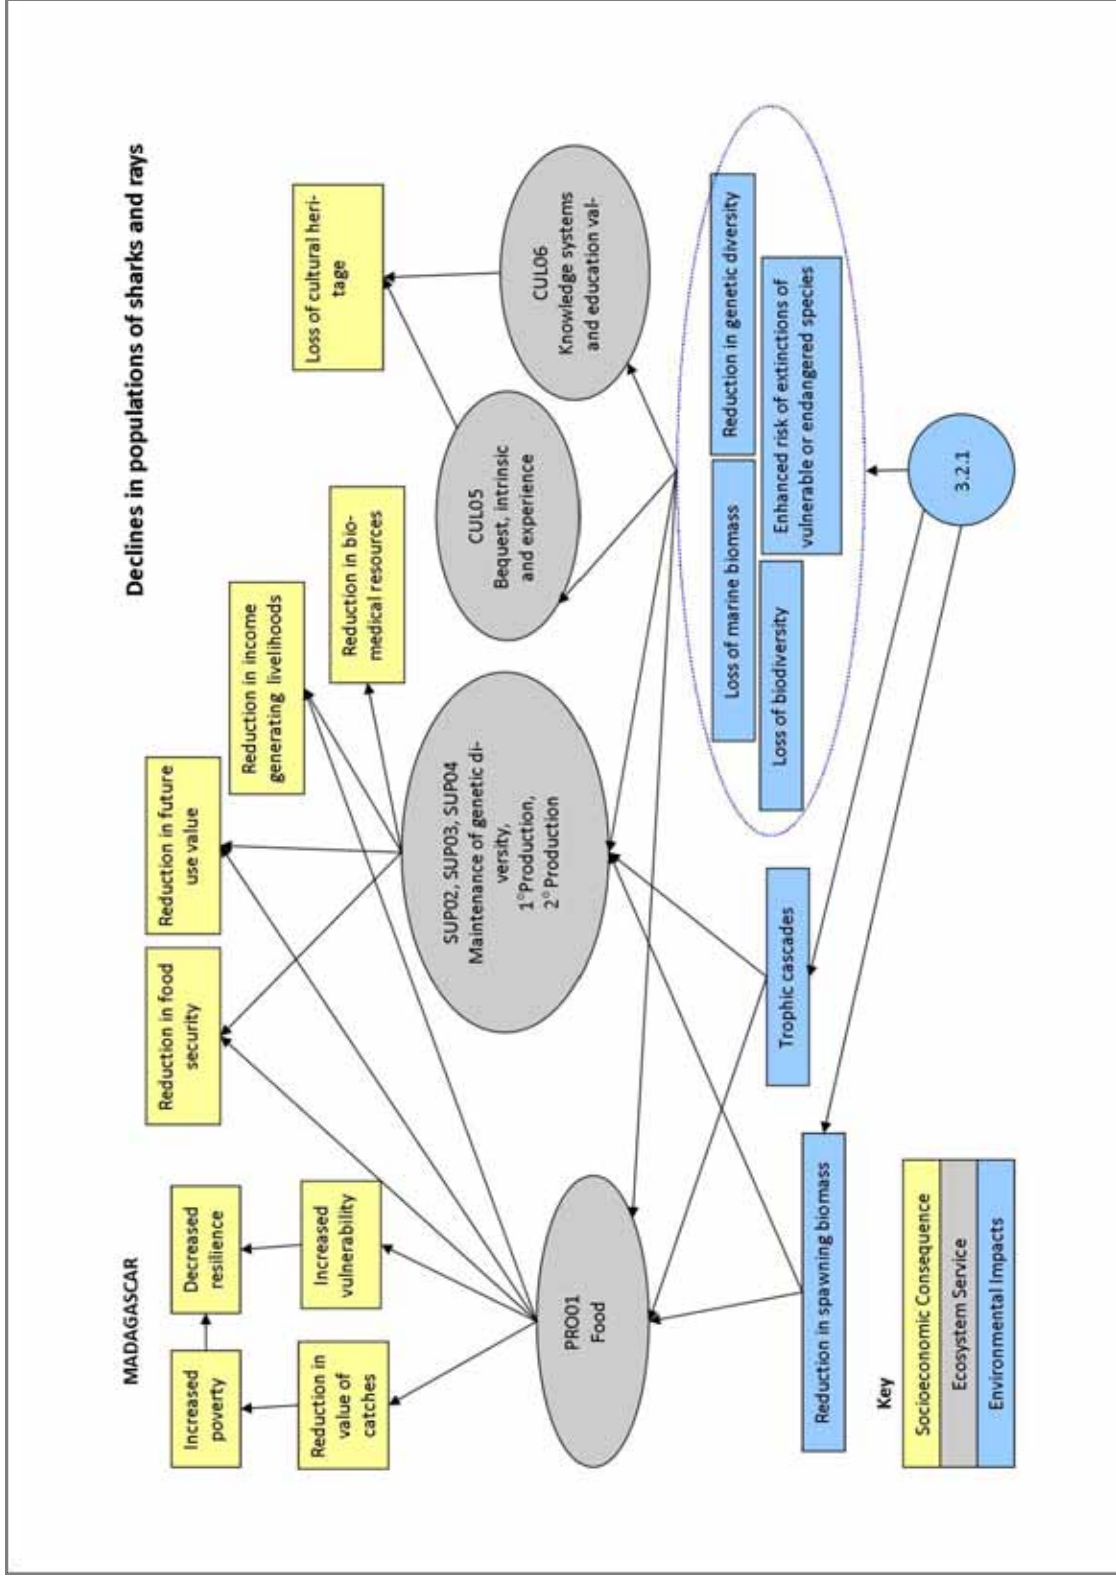 MADAGASCAR
Declines in populations of sharks and rays
Increased
poverty
Decreased
resilience
Reduction in food
security
Reduction in future
use value
Reduction in income
generating livelihoods
Reduction in
value of
catches
Increased
vulnerability
Reduction in bio-
medical resources
Loss of cultural heri-
tage
PRO01
Food
SUP02, SUP03, SUP04
Maintenance of genetic di-
versity,
1°Production,
2° Production
CUL05
Bequest, intrinsic
and experience
CUL06
Knowledge systems
and education val-
Reduction in spawning biomass
Trophic cascades
Loss of marine biomass
Reduction in genetic diversity
Loss of biodiversity
Enhanced risk of extinctions of
vulnerable or endangered species
3.2.1
Key
Socioeconomic Consequence
Ecosystem Service
Environmental Impacts